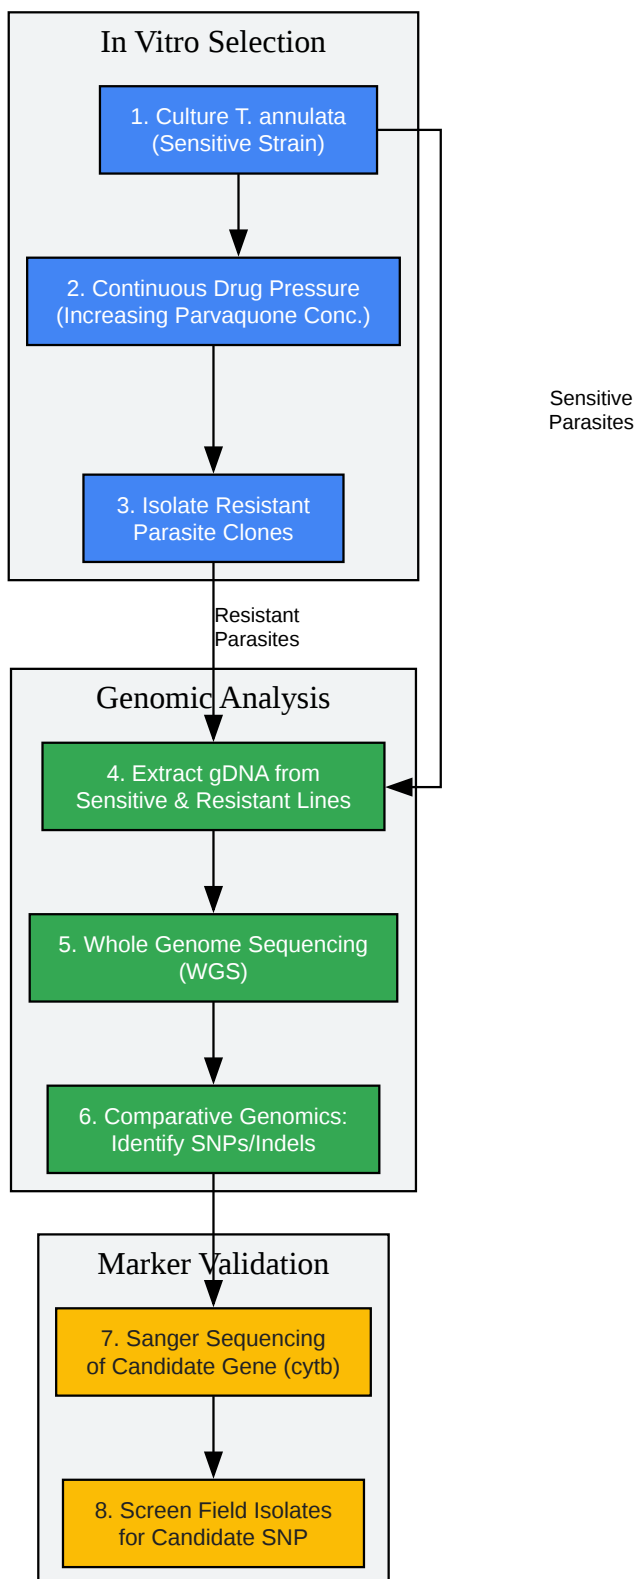 In Vitro Selection
1. Culture T. annulata
(Sensitive Strain)
2. Continuous Drug Pressure
(Increasing Parvaquone Conc.)
Sensitive
Parasites
3. Isolate Resistant
Parasite Clones
Resistant
Parasites
Genomic Analysis
4. Extract gDNA from
Sensitive & Resistant Lines
5. Whole Genome Sequencing
(WGS)
6. Comparative Genomics:
Identify SNPs/Indels
Marker Validation
7. Sanger Sequencing
of Candidate Gene (cytb)
8. Screen Field Isolates
for Candidate SNP